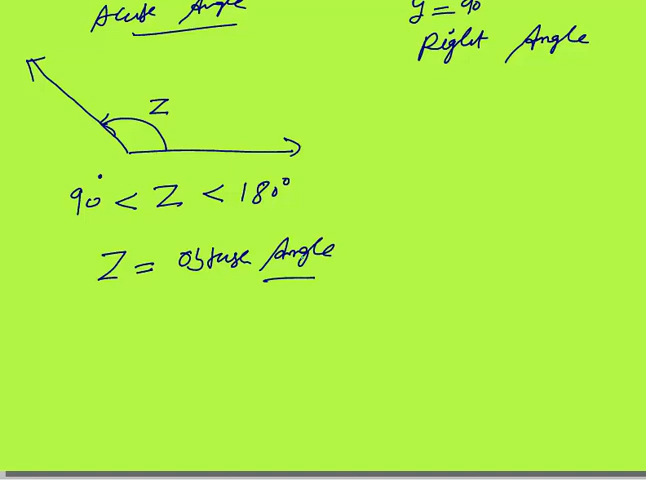 Acute Angle
y = 90
Right Angle
Z
90° < Z < 180°
Z = obtuse Angle